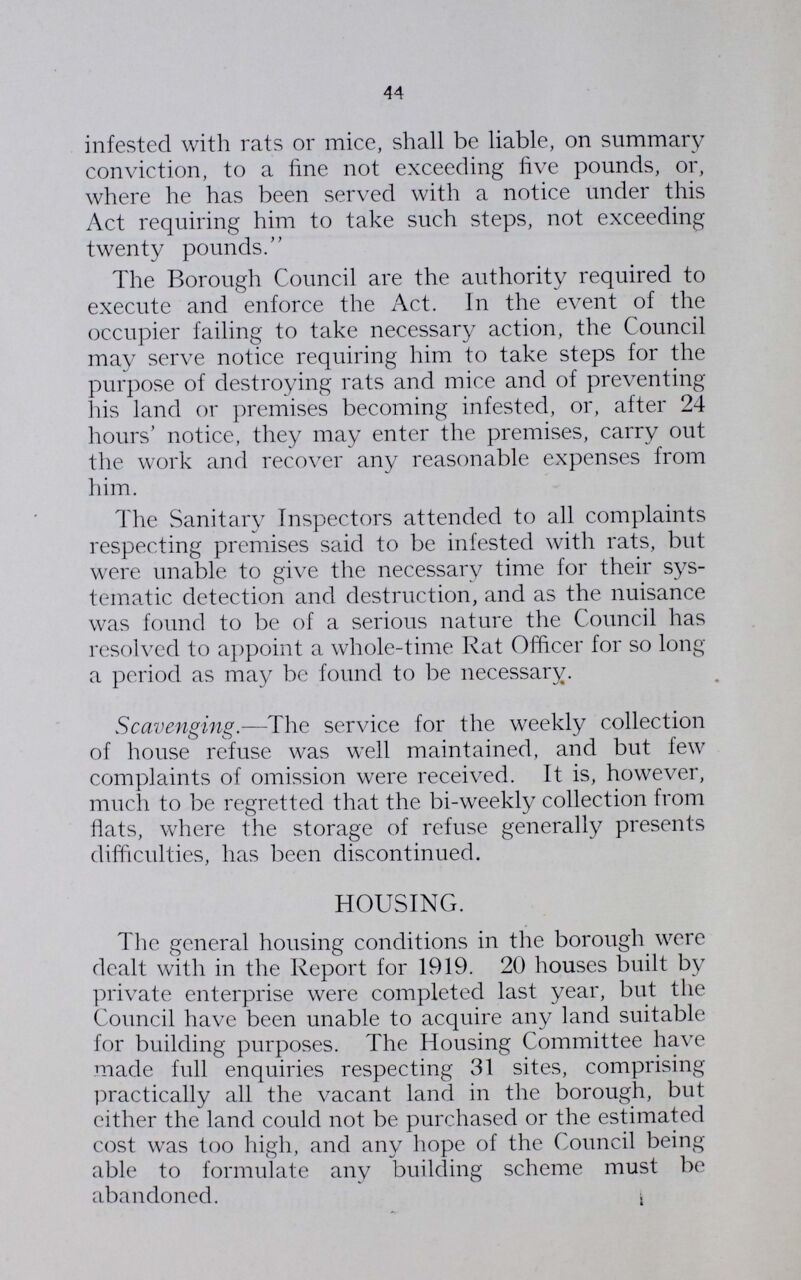 44
infested with rats or mice, shall be liable, on summary
conviction, to a fine not exceeding five pounds, or,
where he has been served with a notice under this
Act requiring him to take such steps, not exceeding
twenty pounds.”
The Borough Council are the authority required to
execute and enforce the Act. In the event of the
occupier failing to take necessary action, the Council
may serve notice requiring him to take steps for the
purpose of destroying rats and mice and of preventing
his land or premises becoming infested, or, after 24
hours’ notice, they may enter the premises, carry out
the work and recover any reasonable expenses from
him.
The Sanitary Inspectors attended to all complaints
respecting premises said to be infested with rats, but
were unable to give the necessary time for their sys-
tematic detection and destruction, and as the nuisance
was found to be of a serious nature the Council has
resolved to appoint a whole-time Rat Officer for so long
a period as may be found to be necessary.
Scavenging.—The service for the weekly collection
of house refuse was well maintained, and but few
complaints of omission were received. It is, however,
much to be regretted that the bi-weekly collection from
flats, where the storage of refuse generally presents
difficulties, has been discontinued.
HOUSING.
The general housing conditions in the borough were
dealt with in the Report for 1919. 20 houses built by
private enterprise were completed last year, but the
Council have been unable to acquire any land suitable
for building purposes. The Housing Committee have
made full enquiries respecting 31 sites, comprising
practically all the vacant land in the borough, but
either the land could not be purchased or the estimated
cost was too high, and any hope of the Council being
able to formulate any building scheme must be
abandoned.